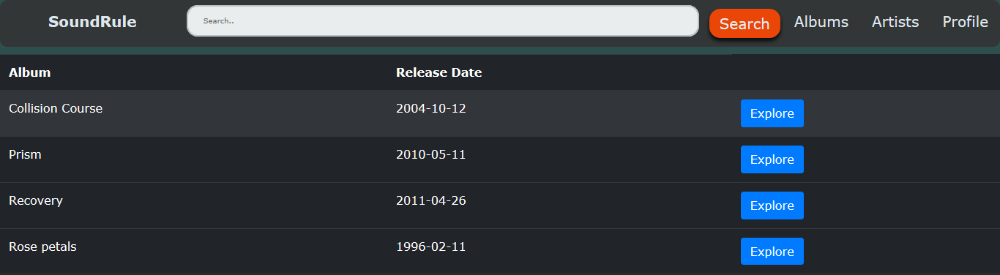 SoundRule Search.. Search Albums Artists Profile
Album Release Date
Collision Course 2004-10-12 Explore
Prism 2010-05-11 Explore
Recovery 2011-04-26 Explore
Rose petals 1996-02-11 Explore